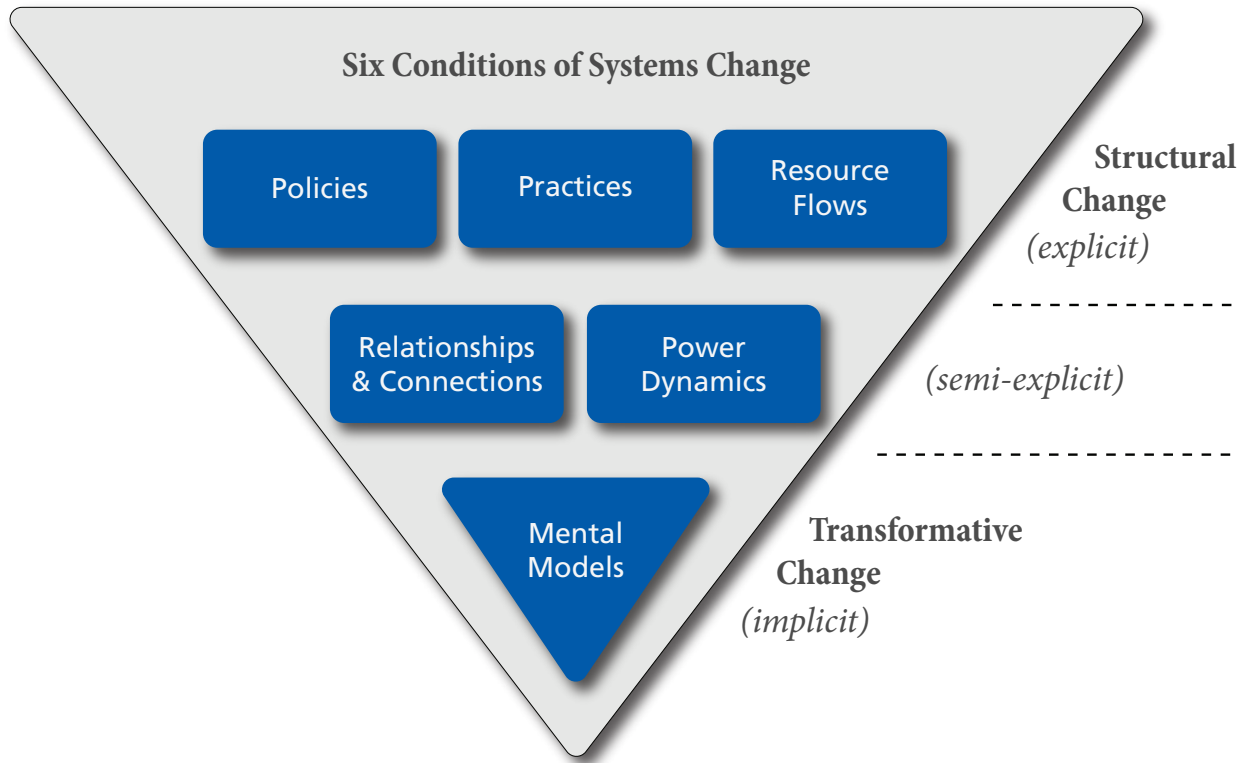 Six Conditions of Systems Change
Policies
Practices
Resource
Flows
Structural
Change
(explicit)
Relationships
& Connections
Power
Dynamics
(semi-explicit)
Mental
Models
Transformative
Change
(implicit)